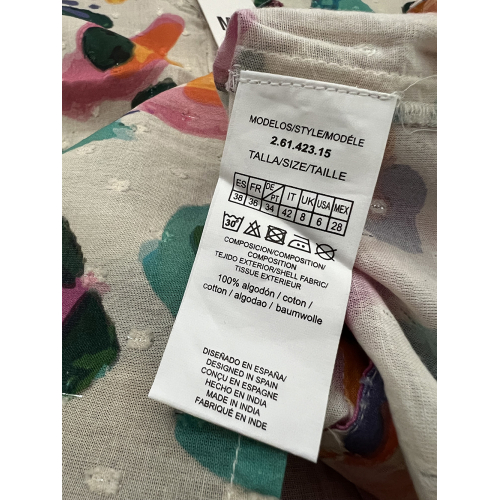 MODELOS/STYLE/MODÉLE
2.61.423.15
TALLA/SIZE/TAILLE
ES FR DE/PT IT UK USA MEX
38 36 34 42 8 6 28
30°
COMPOSICION/COMPOSITION/
COMPOSITION
TEJIDO EXTERIOR/SHELL FABRIC/
TISSUE EXTERIEUR
100% algodón / coton /
cotton / algodao / baumwolle
DISEÑADO EN ESPAÑA/
DESIGNED IN SPAIN
CONÇU EN ESPAGNE
HECHO EN INDIA
MADE IN INDIA
FABRIQUÉ EN INDE